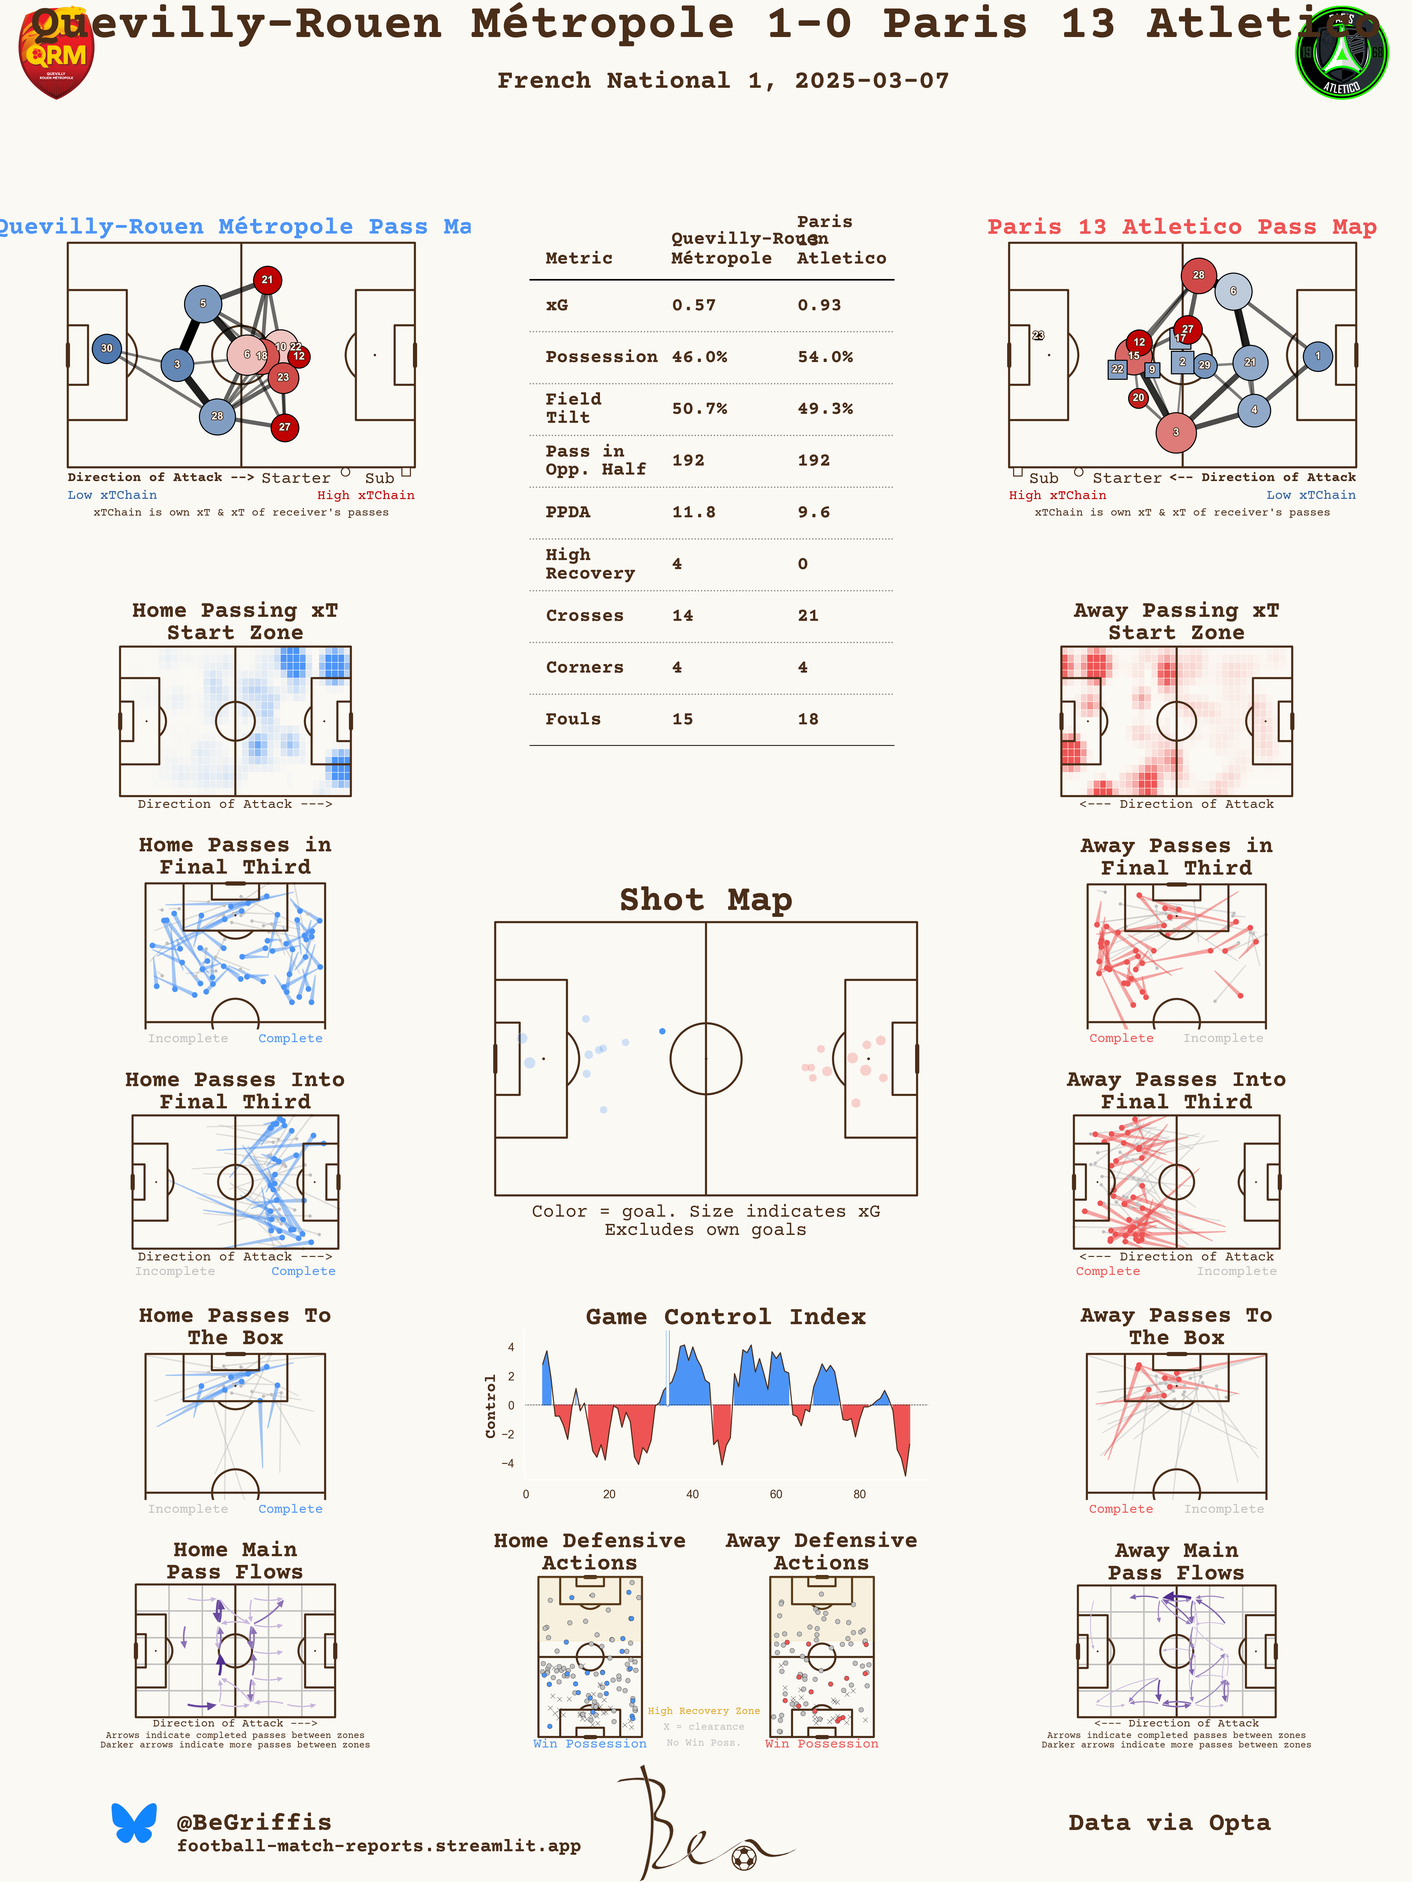 Quevilly-Rouen Métropole 1-0 Paris 13 Atletico
QRM
QUEVILLY
ROUEN MÉTROPOLE
PARIS
19 68
ATLETICO
French National 1, 2025-03-07
Quevilly-Rouen Métropole Pass Ma
21
5
30
3
6
18
10
22
12
23
28
27
Direction of Attack --> Starter Sub
Low xTChain High xTChain
xTChain is own xT & xT of receiver's passes
Metric Quevilly-Rouen Métropole Paris 13 Atletico
xG 0.57 0.93
Possession 46.0% 54.0%
Field Tilt 50.7% 49.3%
Pass in Opp. Half 192 192
PPDA 11.8 9.6
High Recovery 4 0
Crosses 14 21
Corners 4 4
Fouls 15 18
Paris 13 Atletico Pass Map
28
6
23
27
17
12
15
22
9
2
29
21
1
20
4
3
Sub Starter <-- Direction of Attack
High xTChain Low xTChain
xTChain is own xT & xT of receiver's passes
Home Passing xT
Start Zone
Direction of Attack --->
Away Passing xT
Start Zone
<--- Direction of Attack
Home Passes in
Final Third
Incomplete Complete
Away Passes in
Final Third
Complete Incomplete
Shot Map
Color = goal. Size indicates xG
Excludes own goals
Home Passes Into
Final Third
Direction of Attack --->
Incomplete Complete
Away Passes Into
Final Third
<--- Direction of Attack
Complete Incomplete
Home Passes To
The Box
Incomplete Complete
Game Control Index
Control
4
2
0
−2
−4
0 20 40 60 80
Away Passes To
The Box
Complete Incomplete
Home Main
Pass Flows
Direction of Attack --->
Arrows indicate completed passes between zones
Darker arrows indicate more passes between zones
Home Defensive
Actions
Win Possession
High Recovery Zone
X = clearance
No Win Poss.
Away Defensive
Actions
Win Possession
Away Main
Pass Flows
<--- Direction of Attack
Arrows indicate completed passes between zones
Darker arrows indicate more passes between zones
@BeGriffis
football-match-reports.streamlit.app
Ben
Data via Opta